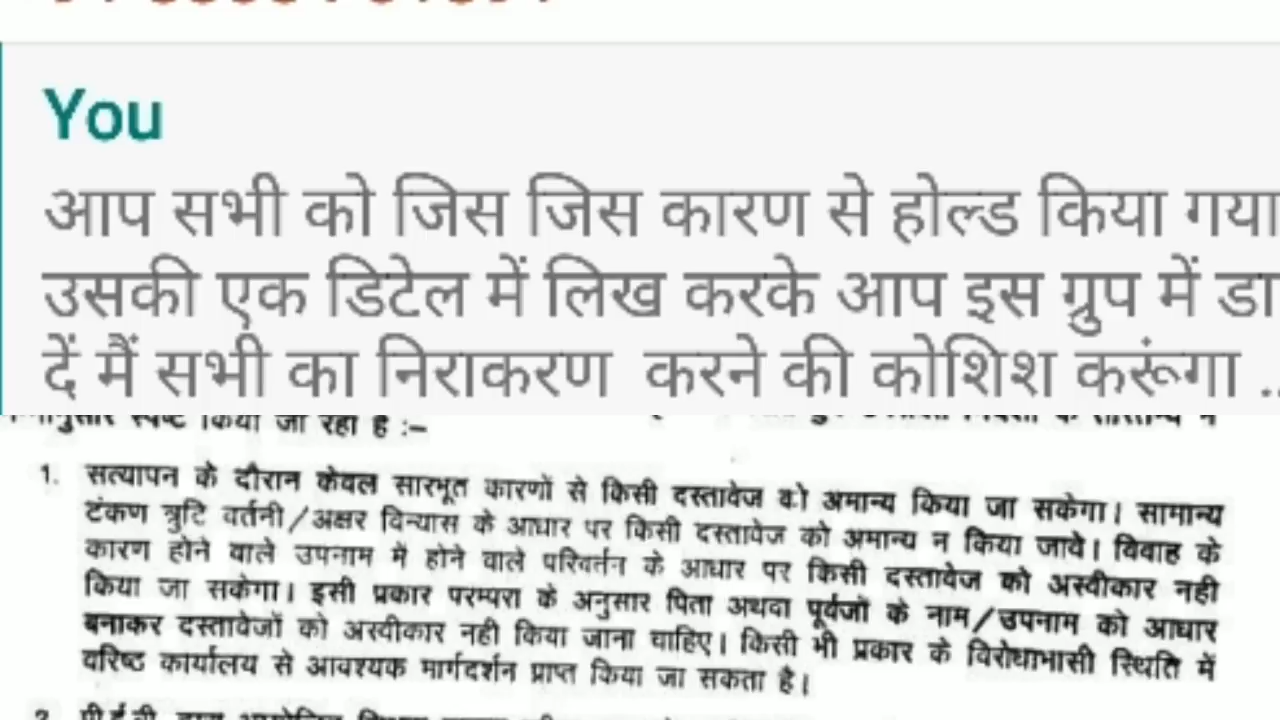 You
आप सभी को जिस जिस कारण से होल्ड किया गया
उसकी एक डिटेल में लिख करके आप इस ग्रुप में डा
दें मैं सभी का निराकरण करने की कोशिश करूंगा ..
स्पष्ट किया जा रहा है :–
1. सत्यापन के दौरान केवल सारभूत कारणों से किसी दस्तावेज को अमान्य किया जा सकेगा। सामान्य
टंकण त्रुटि वर्तनी/अक्षर विन्यास के आधार पर किसी दस्तावेज को अमान्य न किया जावे। विवाह के
कारण होने वाले उपनाम में होने वाले परिवर्तन के आधार पर किसी दस्तावेज को अस्वीकार नही
किया जा सकेगा। इसी प्रकार परम्परा के अनुसार पिता अथवा पूर्वजों के नाम/उपनाम को आधार
बनाकर दस्तावेजों को अस्वीकार नही किया जाना चाहिए। किसी भी प्रकार के विरोधाभासी स्थिति में
वरिष्ठ कार्यालय से आवश्यक मार्गदर्शन प्राप्त किया जा सकता है।